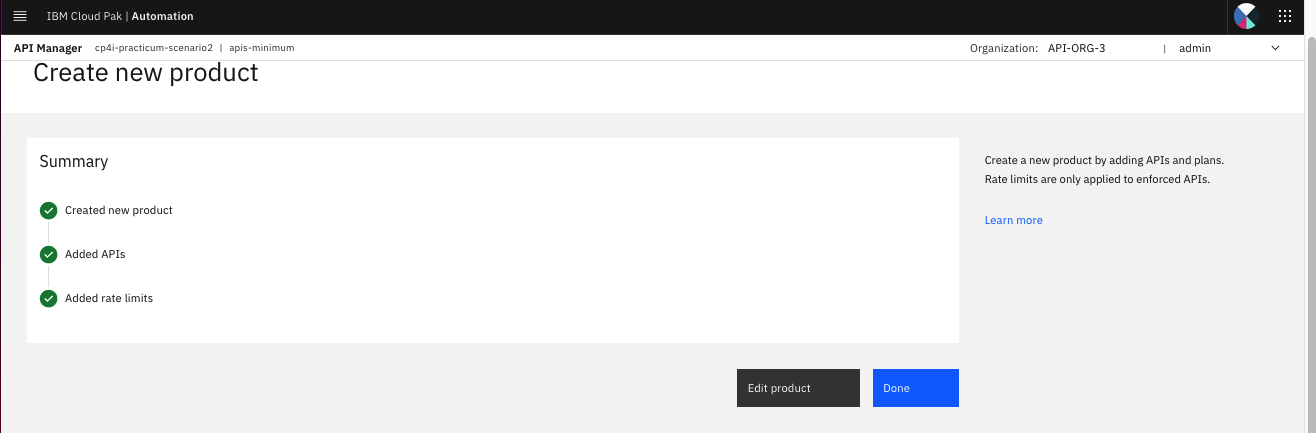 IBM Cloud Pak | Automation
API Manager cp4i-practicum-scenario2 | apis-minimum Organization: API-ORG-3 | admin
Create new product
Summary
Created new product
Added APIs
Added rate limits
Create a new product by adding APIs and plans.
Rate limits are only applied to enforced APIs.
Learn more
Edit product Done